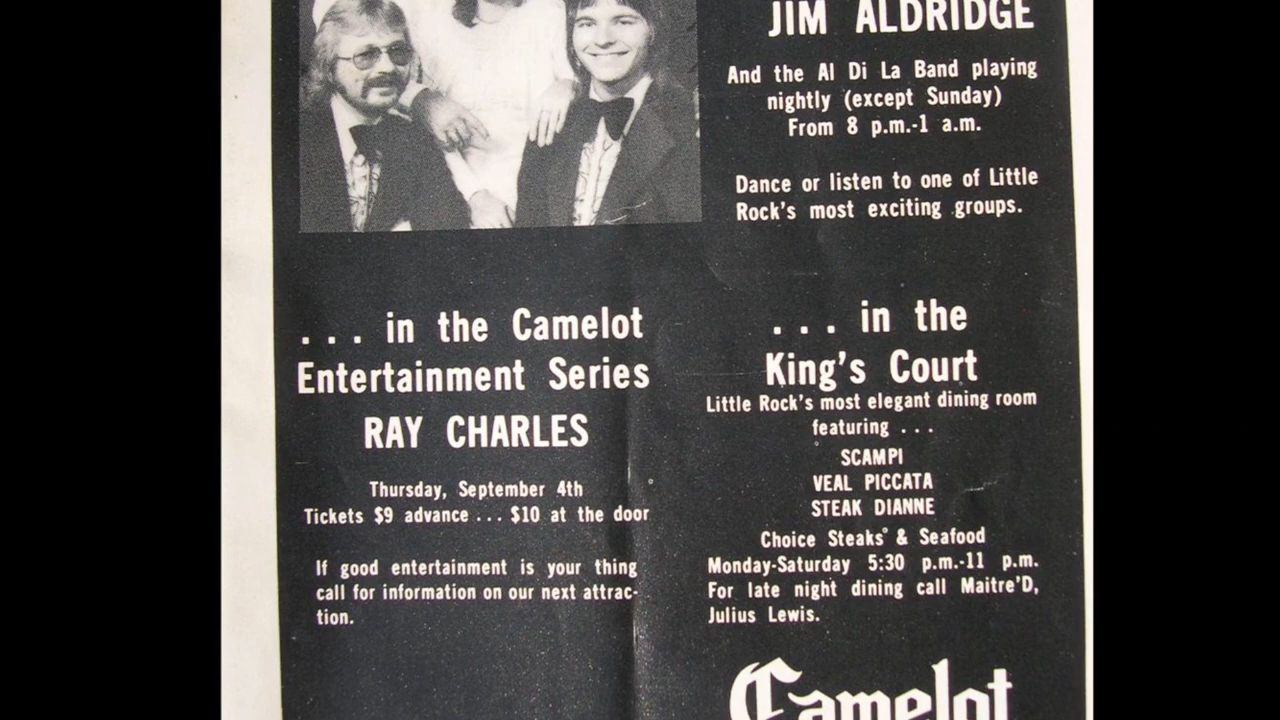 JIM ALDRIDGE
And the Al Di La Band playing
nightly (except Sunday)
From 8 p.m.-1 a.m.
Dance or listen to one of Little
Rock's most exciting groups.
. . . in the Camelot
Entertainment Series
RAY CHARLES
Thursday, September 4th
Tickets $9 advance . . . $10 at the door
If good entertainment is your thing
call for information on our next attrac-
tion.
. . . in the
King's Court
Little Rock's most elegant dining room
featuring . . .
SCAMPI
VEAL PICCATA
STEAK DIANNE
Choice Steaks & Seafood
Monday-Saturday 5:30 p.m.-11 p.m.
For late night dining call Maitre'D,
Julius Lewis.
Camelot